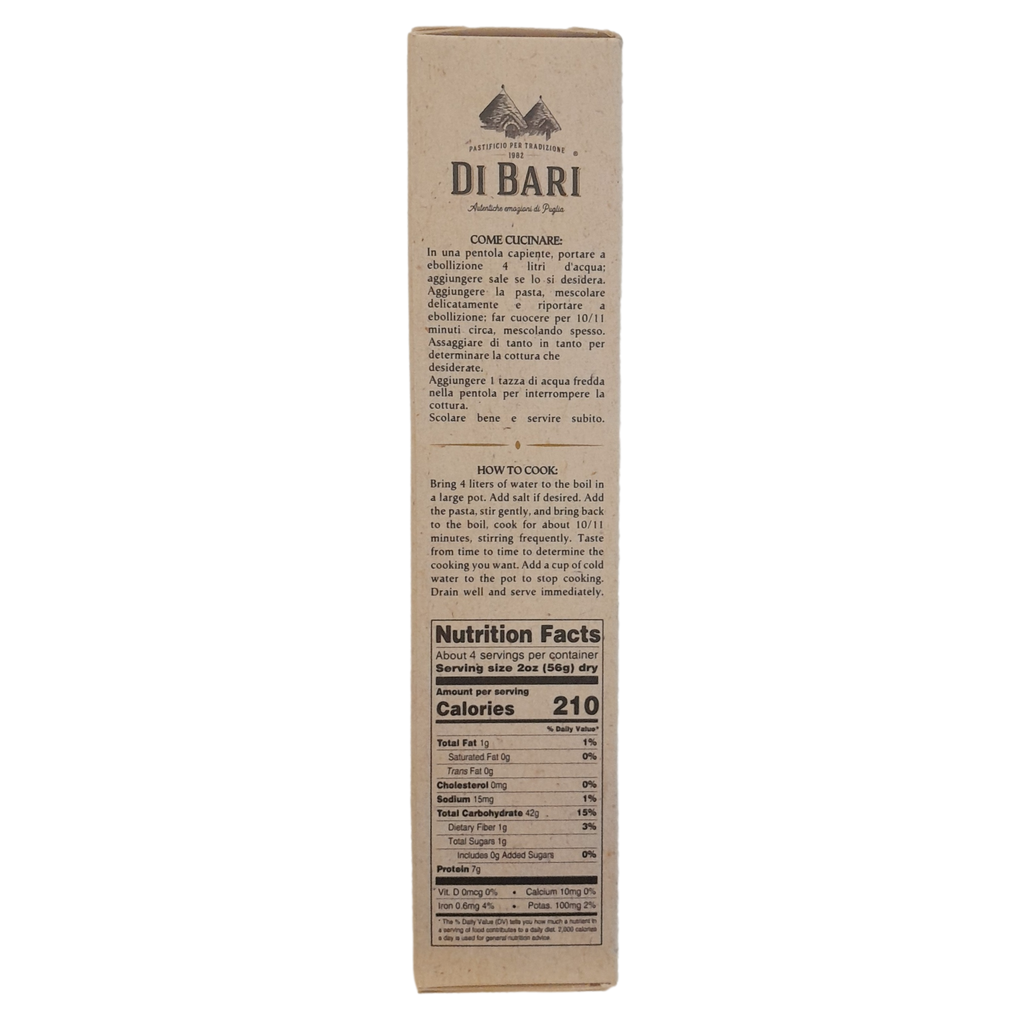 PASTIFICIO PER TRADIZIONE
1982
DI BARI
®
Autentiche emozioni di Puglia
COME CUCINARE:
In una pentola capiente, portare a
ebollizione 4 litri d'acqua;
aggiungere sale se lo si desidera.
Aggiungere la pasta, mescolare
delicatamente e riportare a
ebollizione; far cuocere per 10/11
minuti circa, mescolando spesso.
Assaggiare di tanto in tanto per
determinare la cottura che
desiderate.
Aggiungere 1 tazza di acqua fredda
nella pentola per interrompere la
cottura.
Scolare bene e servire subito.
HOW TO COOK:
Bring 4 liters of water to the boil in
a large pot. Add salt if desired. Add
the pasta, stir gently, and bring back
to the boil, cook for about 10/11
minutes, stirring frequently. Taste
from time to time to determine the
cooking you want. Add a cup of cold
water to the pot to stop cooking.
Drain well and serve immediately.
Nutrition Facts
About 4 servings per container
Serving size 2oz (56g) dry
Amount per serving
Calories 210
% Daily Value*
Total Fat 1g 1%
Saturated Fat 0g 0%
Trans Fat 0g
Cholesterol 0mg 0%
Sodium 15mg 1%
Total Carbohydrate 42g 15%
Dietary Fiber 1g 3%
Total Sugars 1g
Includes 0g Added Sugars 0%
Protein 7g
Vit. D 0mcg 0% • Calcium 10mg 0%
Iron 0.6mg 4% • Potas. 100mg 2%
* The % Daily Value (DV) tells you how much a nutrient in
a serving of food contributes to a daily diet. 2,000 calories
a day is used for general nutrition advice.